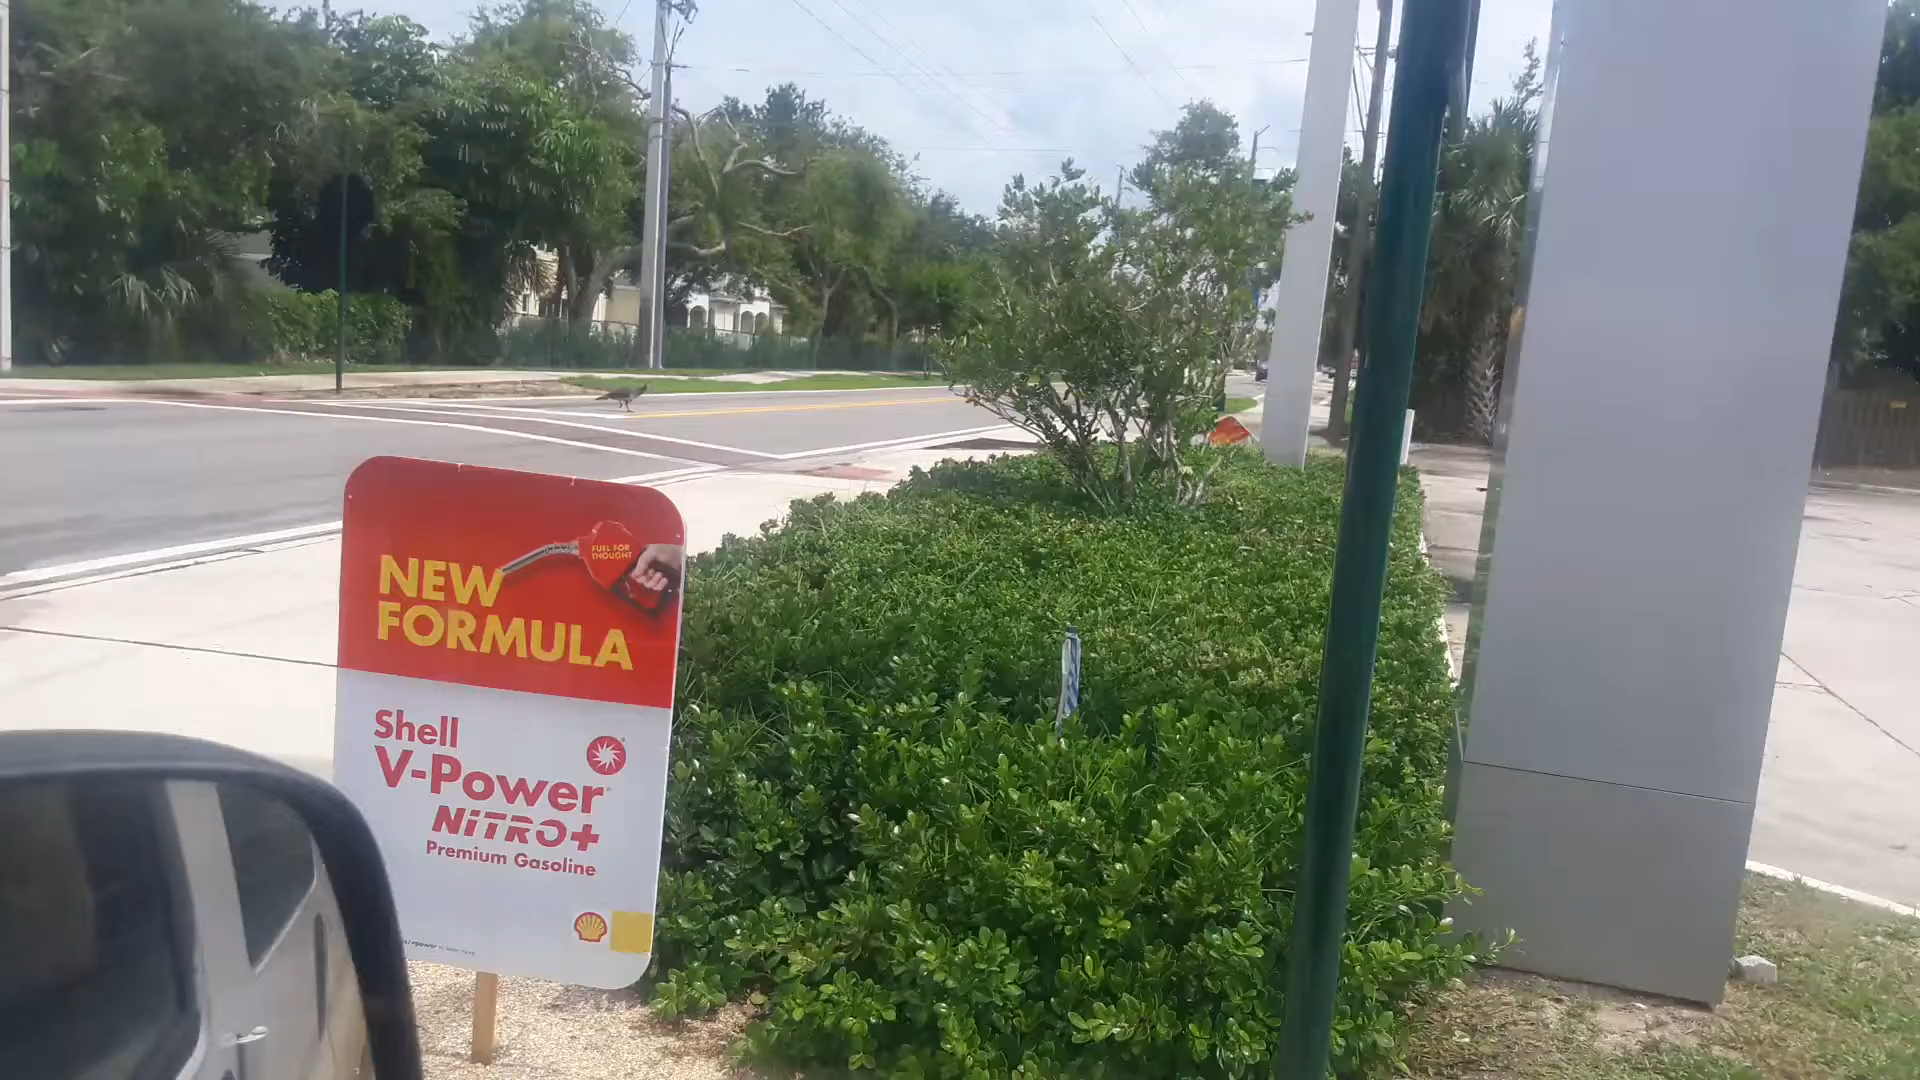 FUEL FOR
THOUGHT
NEW
FORMULA
Shell
V-Power
NiTRO+
Premium Gasoline